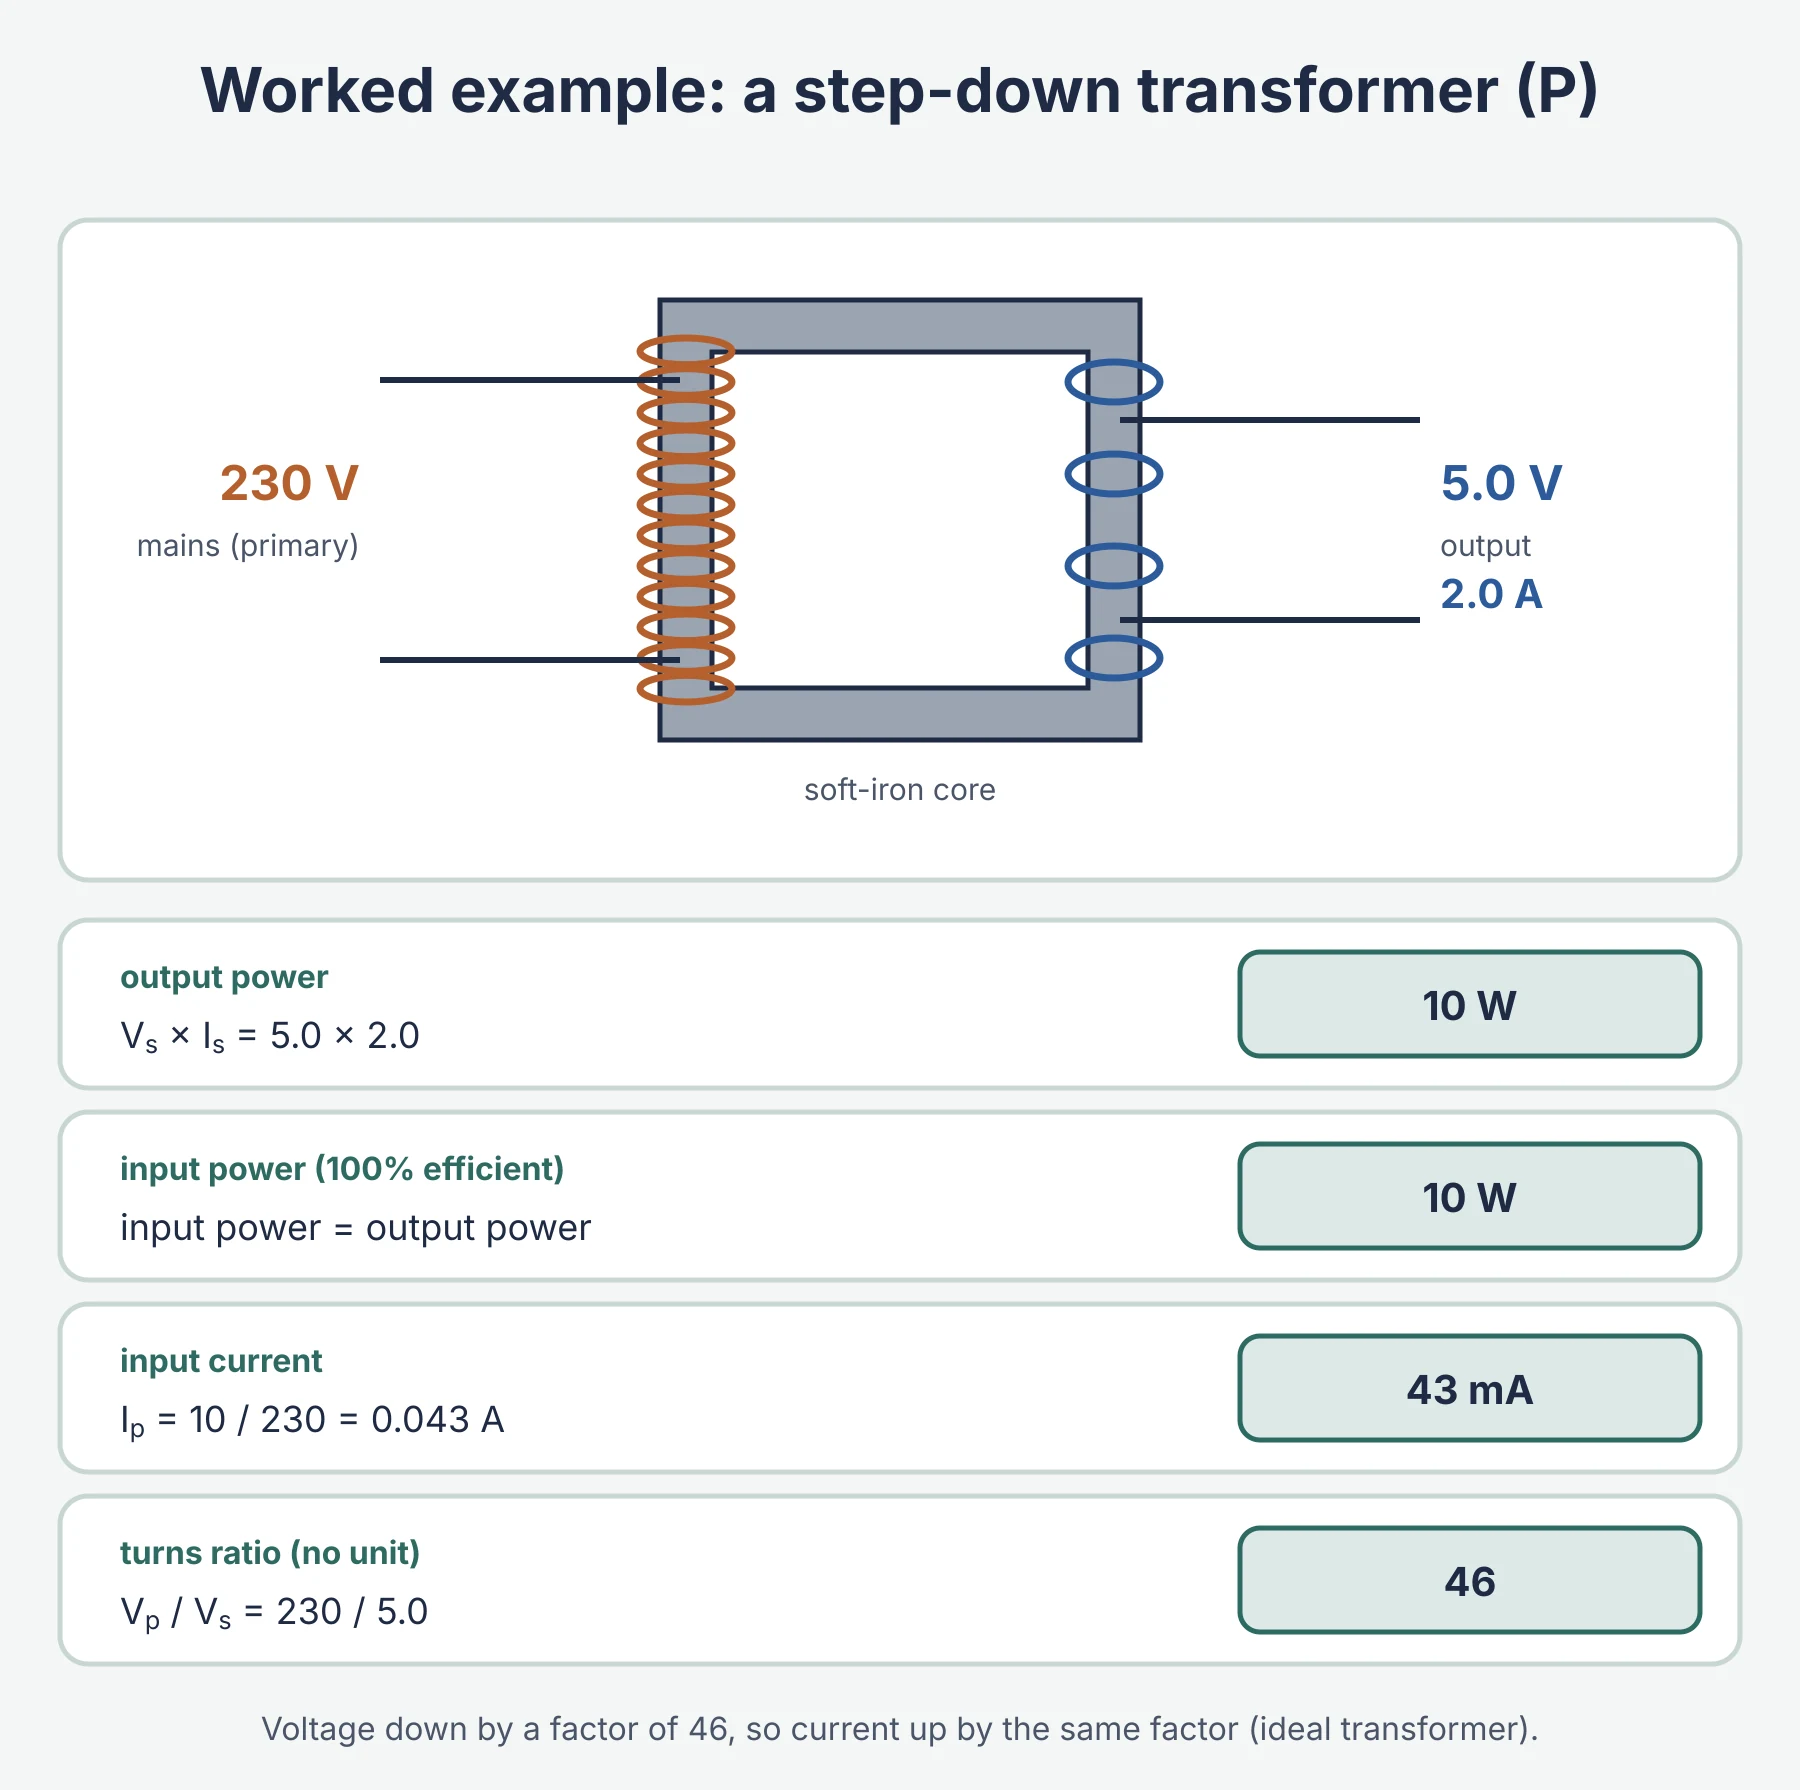 Worked example: a step-down transformer (P)
230 V
mains (primary)
5.0 V
output
2.0 A
soft-iron core
output power
Vₛ × Iₛ = 5.0 × 2.0
10 W
input power (100% efficient)
input power = output power
10 W
input current
Iₚ = 10 / 230 = 0.043 A
43 mA
turns ratio (no unit)
Vₚ / Vₛ = 230 / 5.0
46
Voltage down by a factor of 46, so current up by the same factor (ideal transformer).